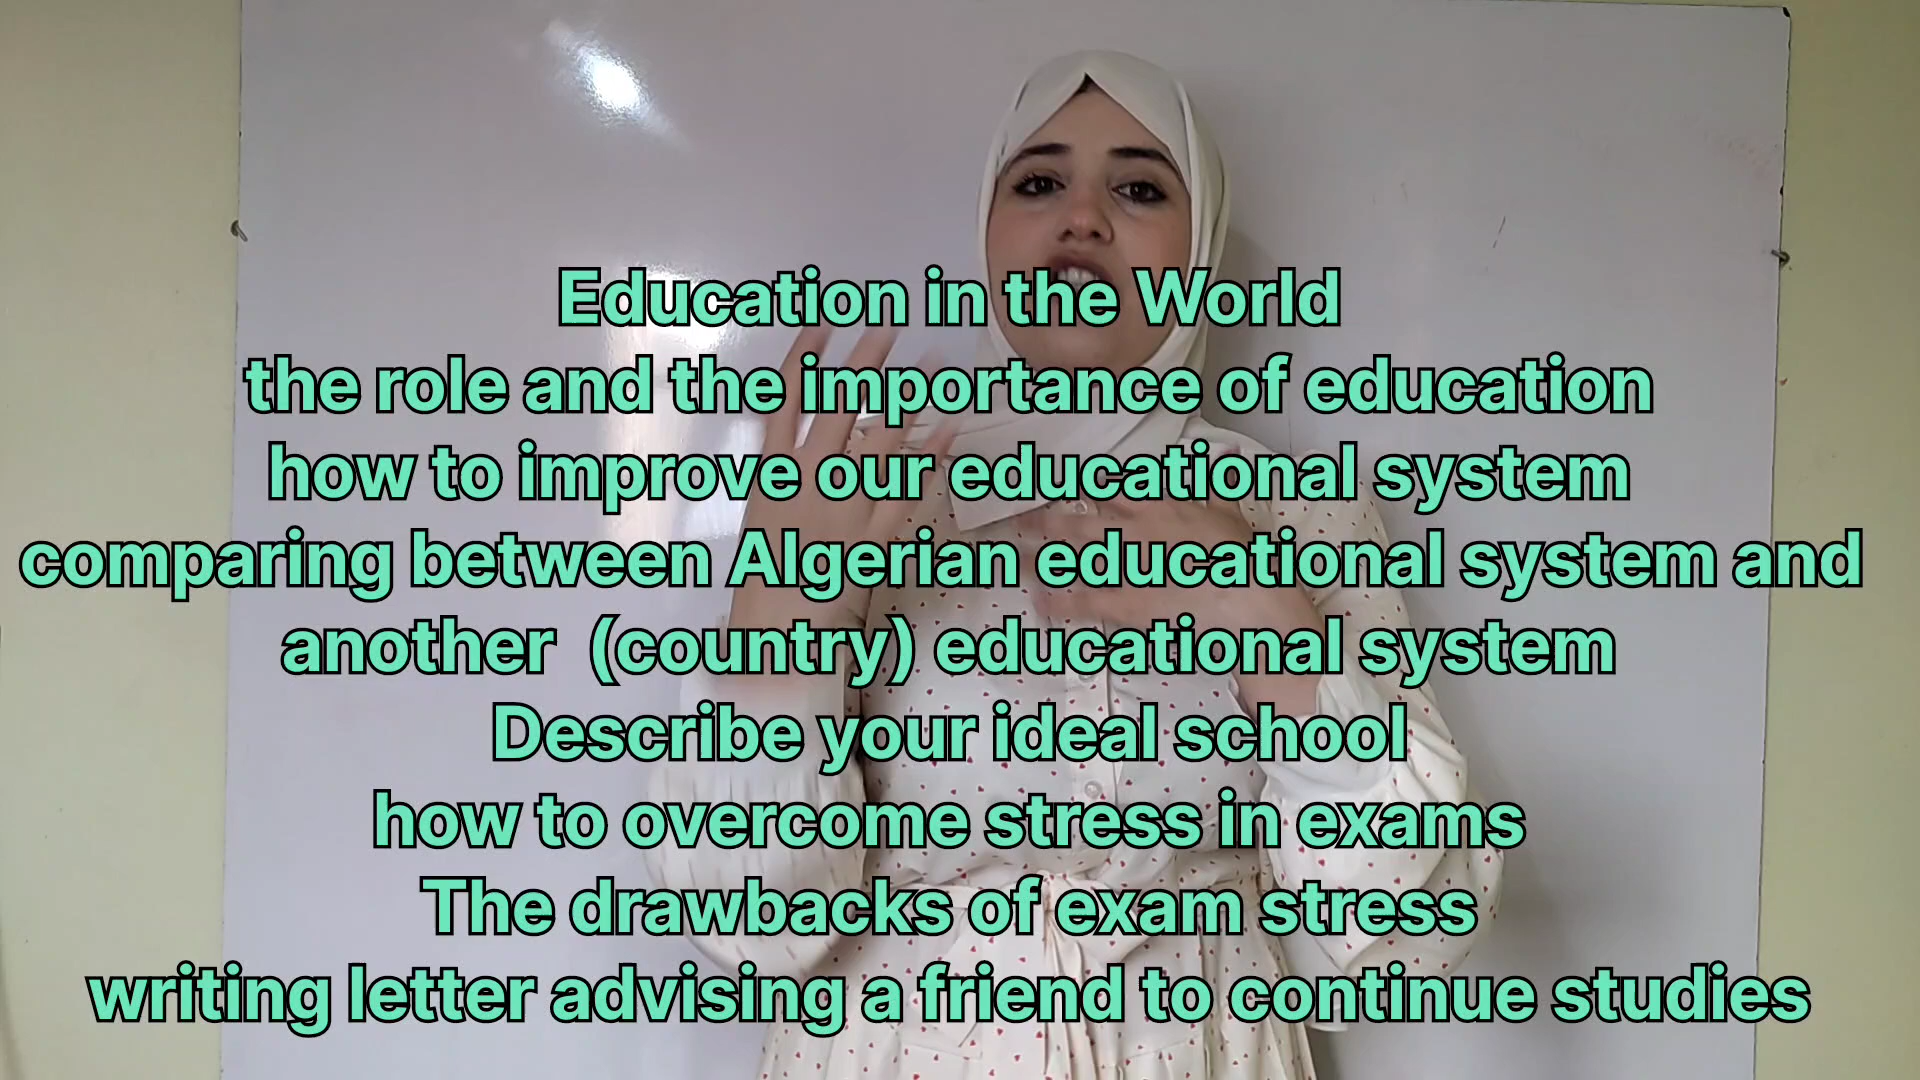 Education in the World
the role and the importance of education
how to improve our educational system
comparing between Algerian educational system and
another (country) educational system
Describe your ideal school
how to overcome stress in exams
The drawbacks of exam stress
writing letter advising a friend to continue studies